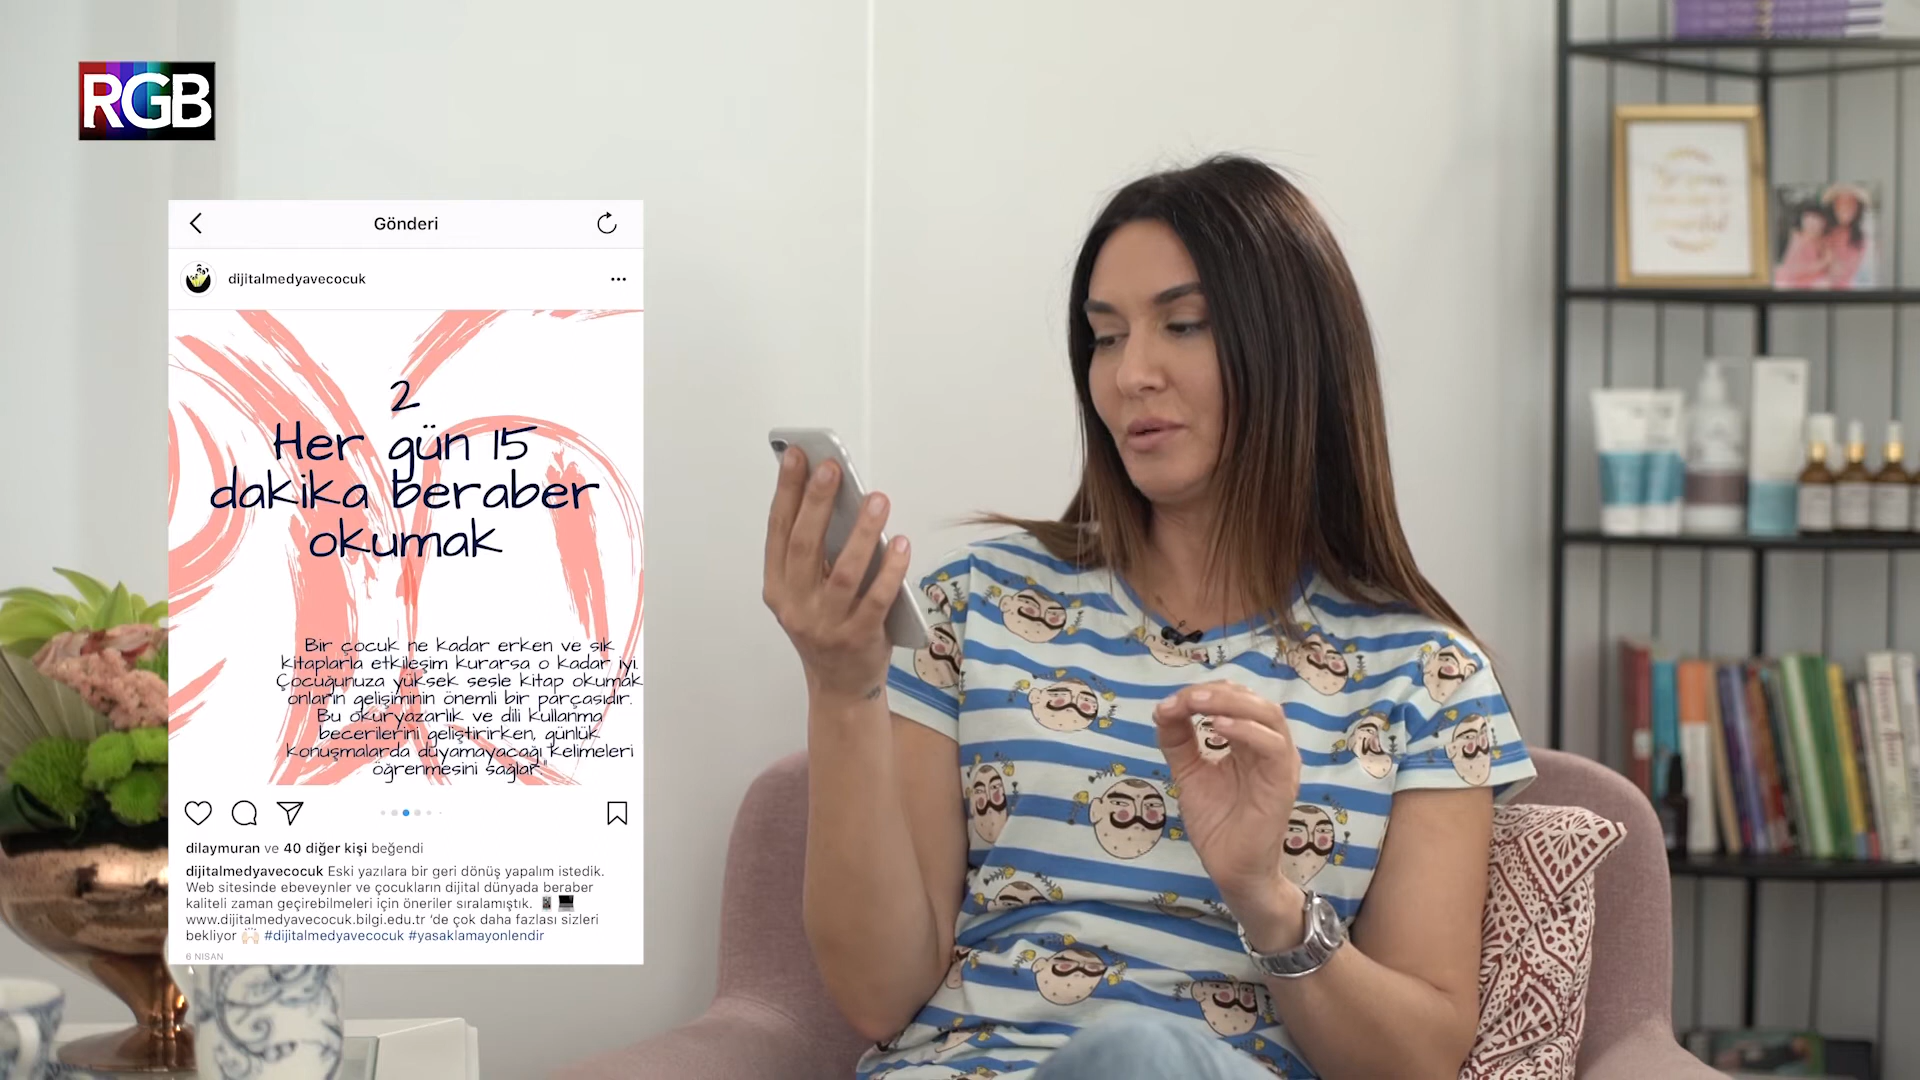 RGB
Gönderi
dijitalmedyavecocuk
2
Her gün 15
dakika beraber
okumak
Bir çocuk ne kadar erken ve sık
kitaplarla etkileşim kurarsa o kadar iyi.
Çocuğunuza yüksek sesle kitap okumak
onların gelişiminin önemli bir parçasıdır.
Bu okuryazarlık ve dili kullanma
becerilerini geliştirirken, günlük
konuşmalarda duyamayacağı kelimeleri
öğrenmesini sağlar."
dilaymuran ve 40 diğer kişi beğendi
dijitalmedyavecocuk Eski yazılara bir geri dönüş yapalım istedik.
Web sitesinde ebeveynler ve çocukların dijital dünyada beraber
kaliteli zaman geçirebilmeleri için öneriler sıralamıştık. 📱💻
www.dijitalmedyavecocuk.bilgi.edu.tr 'de çok daha fazlası sizleri
bekliyor 🙌🏻 #dijitalmedyavecocuk #yasaklamayonlendir
6 NISAN